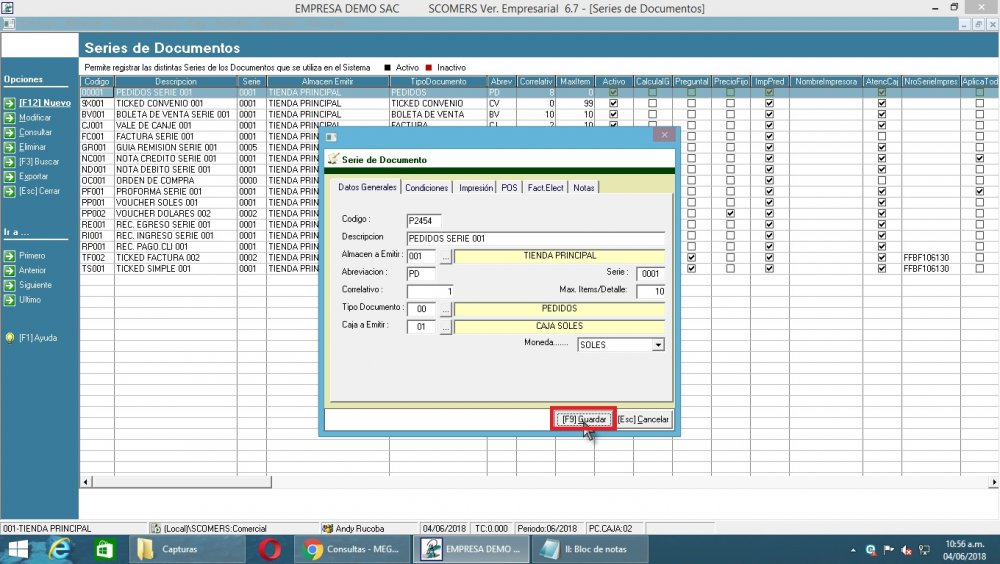 EMPRESA DEMO SAC SCOMERS Ver. Empresarial 6.7 - [Series de Documentos]
Series de Documentos
Permite registrar las distintas Series de los Documentos que se utiliza en el Sistema Activo Inactivo
Opciones
[F12] Nuevo
Modificar
Consultar
Eliminar
[F3] Buscar
Exportar
[Esc] Cerrar
Ir a ...
Primero
Anterior
Siguiente
Ultimo
[F1] Ayuda
Codigo Descripcion Serie Almacen Emitir TipoDocumento Abrev Correlativ MaxItem Activo CalculaIG PreguntaI PrecioFijo ImpPred NombreImpresora AtencCaj NroSerieImpres AplicaTod
00001 PEDIDOS SERIE 001 0001 TIENDA PRINCIPAL PEDIDOS PD 8 0
9X001 TICKED CONVENIO 001 0001 TIENDA PRINCIPAL TICKED CONVENIO CV 0 99
BV001 BOLETA DE VENTA SERIE 001 0001 TIENDA PRINCIPAL BOLETA DE VENTA BV 10 10
CJ001 VALE DE CANJE 001 0001 TIENDA PRINCIPAL FACTURA CJ 2 10
FC001 FACTURA SERIE 001 0001 TIENDA PRIN
GR001 GUIA REMISION SERIE 001 0005 TIENDA PRIN
NC001 NOTA CREDITO SERIE 001 0001 TIENDA PRIN
ND001 NOTA DEBITO SERIE 001 0001 TIENDA PRIN
OC001 ORDEN DE COMPRA 0000 TIENDA PRIN
PF001 PROFORMA SERIE 001 0001 TIENDA PRIN
PP001 VOUCHER SOLES 001 0001 TIENDA PRIN
PP002 VOUCHER DOLARES 002 0002 TIENDA PRIN
RE001 REC. EGRESO SERIE 001 0001 TIENDA PRIN
RI001 REC. INGRESO SERIE 001 0001 TIENDA PRIN
RP001 REC. PAGO.CLI 001 0001 TIENDA PRIN
TF002 TICKED FACTURA 002 0002 TIENDA PRIN FFBF106130
TS001 TICKED SIMPLE 001 0001 TIENDA PRIN FFBF106130
Serie de Documento
Datos Generales Condiciones Impresión POS Fact.Elect Notas
Codigo : P2454
Descripcion PEDIDOS SERIE 001
Almacen a Emitir : 001 ... TIENDA PRINCIPAL
Abreviacion : PD Serie : 0001
Correlativo : 1 Max. Items/Detalle: 10
Tipo Documento : 00 ... PEDIDOS
Caja a Emitir : 01 ... CAJA SOLES
Moneda...... SOLES
[F9] Guardar [Esc] Cancelar
001-TIENDA PRINCIPAL (Local)\SCOMERS:Comercial Andy Rucoba 04/06/2018 TC:0.000 Periodo:06/2018 PC.CAJA:02
Capturas Consultas - MEG... EMPRESA DEMO ... II: Bloc de notas
10:56 a.m.
04/06/2018